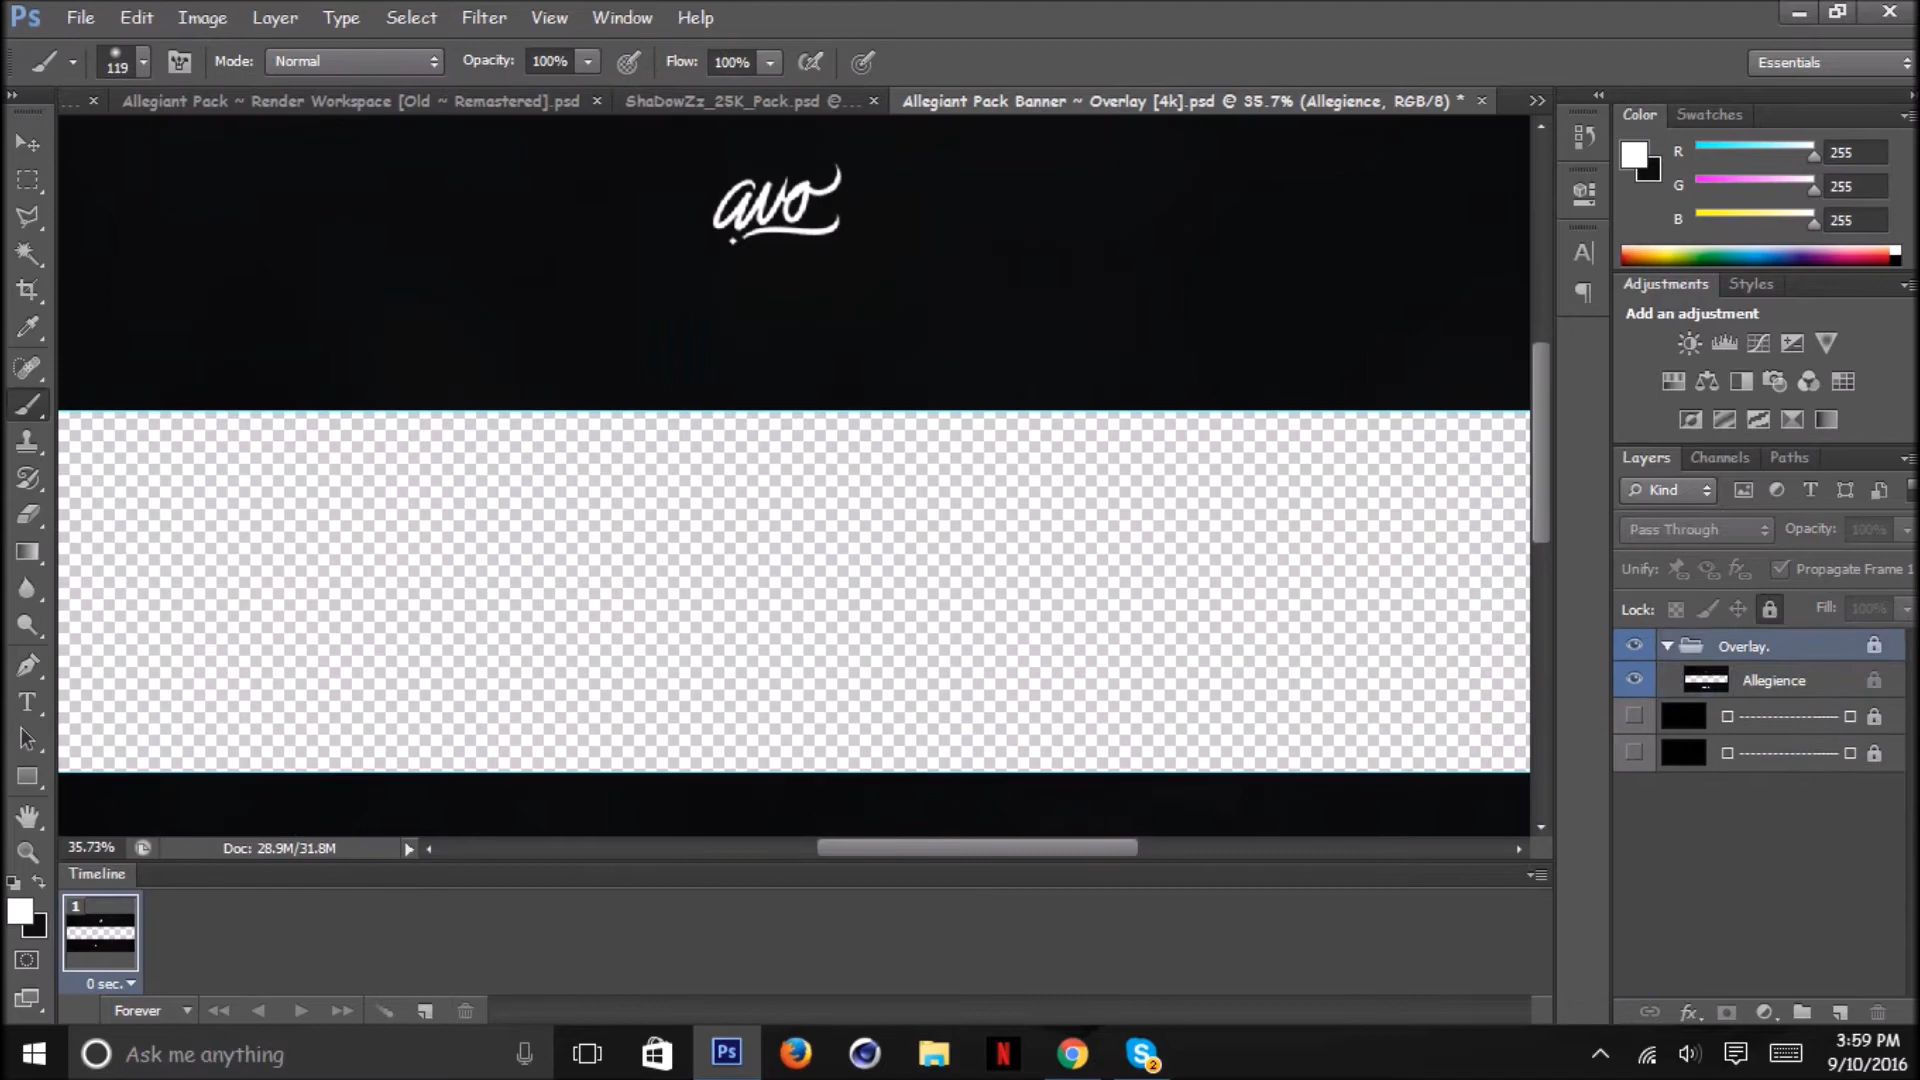 Ps File Edit Image Layer Type Select Filter View Window Help
119 Mode: Normal Opacity: 100% Flow: 100% Essentials
... Allegiant Pack ~ Render Workspace [Old ~ Remastered].psd ShaDowZz_25K_Pack.psd @... Allegiant Pack Banner ~ Overlay [4k].psd @ 35.7% (Allegience, RGB/8) *
Color Swatches
R 255
G 255
B 255
avo
Adjustments Styles
Add an adjustment
Layers Channels Paths
Kind
Pass Through Opacity: 100%
Unify: Propagate Frame 1
Lock: Fill: 100%
Overlay.
Allegience
35.73% Doc: 28.9M/31.8M
Timeline
1
0 sec.
Forever
Ask me anything
2
3:59 PM
9/10/2016